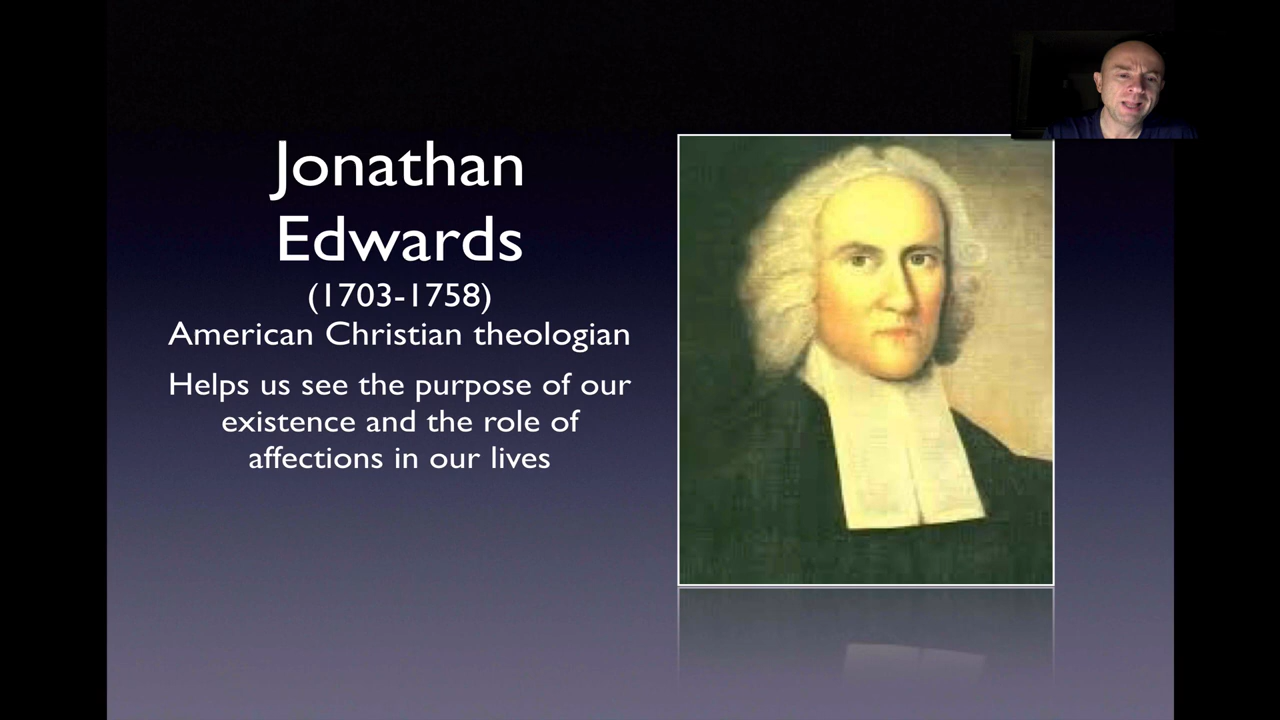 Jonathan
Edwards
(1703-1758)
American Christian theologian
Helps us see the purpose of our
existence and the role of
affections in our lives